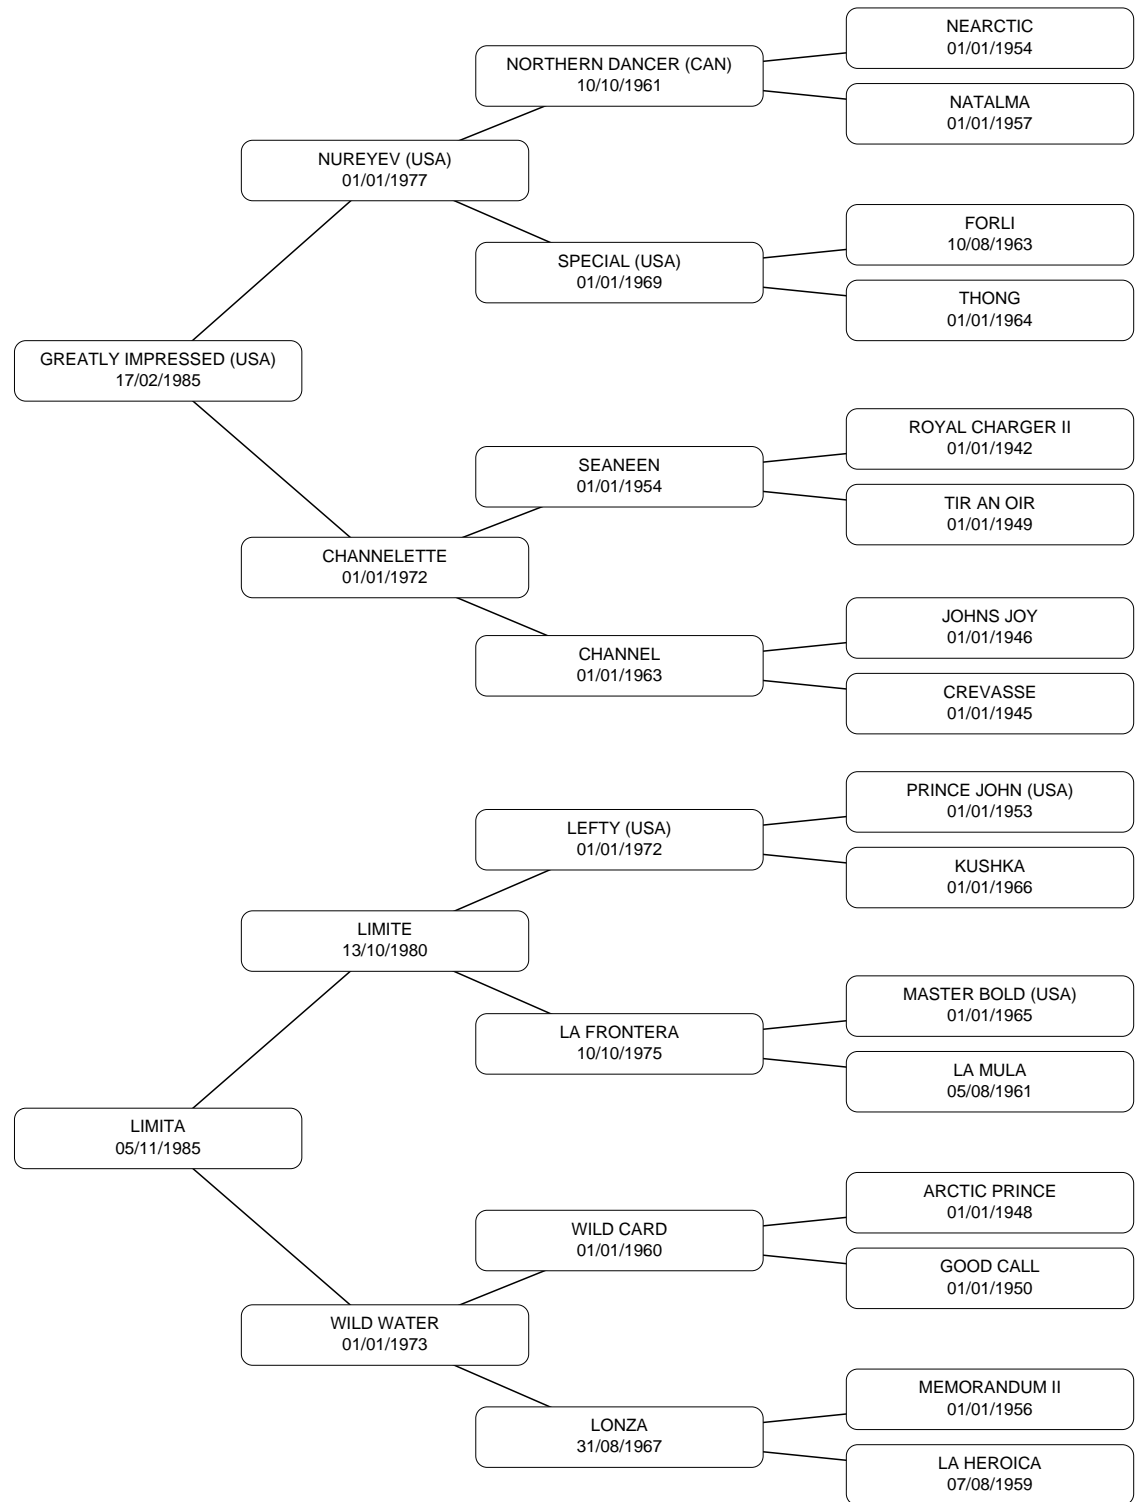 NEARCTIC
01/01/1954
NORTHERN DANCER (CAN)
10/10/1961
NATALMA
01/01/1957
NUREYEV (USA)
01/01/1977
FORLI
10/08/1963
SPECIAL (USA)
01/01/1969
THONG
01/01/1964
GREATLY IMPRESSED (USA)
17/02/1985
ROYAL CHARGER II
01/01/1942
SEANEEN
01/01/1954
TIR AN OIR
01/01/1949
CHANNELETTE
01/01/1972
JOHNS JOY
01/01/1946
CHANNEL
01/01/1963
CREVASSE
01/01/1945
PRINCE JOHN (USA)
01/01/1953
LEFTY (USA)
01/01/1972
KUSHKA
01/01/1966
LIMITE
13/10/1980
MASTER BOLD (USA)
01/01/1965
LA FRONTERA
10/10/1975
LA MULA
05/08/1961
LIMITA
05/11/1985
ARCTIC PRINCE
01/01/1948
WILD CARD
01/01/1960
GOOD CALL
01/01/1950
WILD WATER
01/01/1973
MEMORANDUM II
01/01/1956
LONZA
31/08/1967
LA HEROICA
07/08/1959